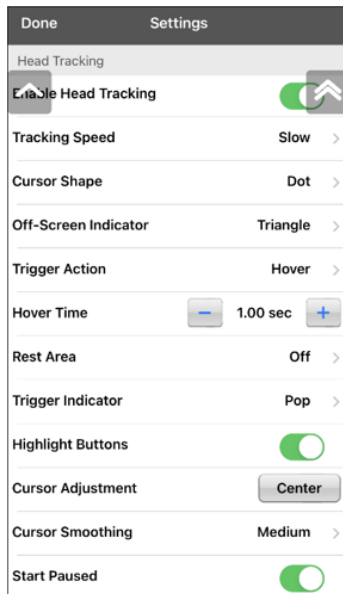 Done Settings
Head Tracking
Enable Head Tracking
Tracking Speed Slow
Cursor Shape Dot
Off-Screen Indicator Triangle
Trigger Action Hover
Hover Time − 1.00 sec +
Rest Area Off
Trigger Indicator Pop
Highlight Buttons
Cursor Adjustment Center
Cursor Smoothing Medium
Start Paused